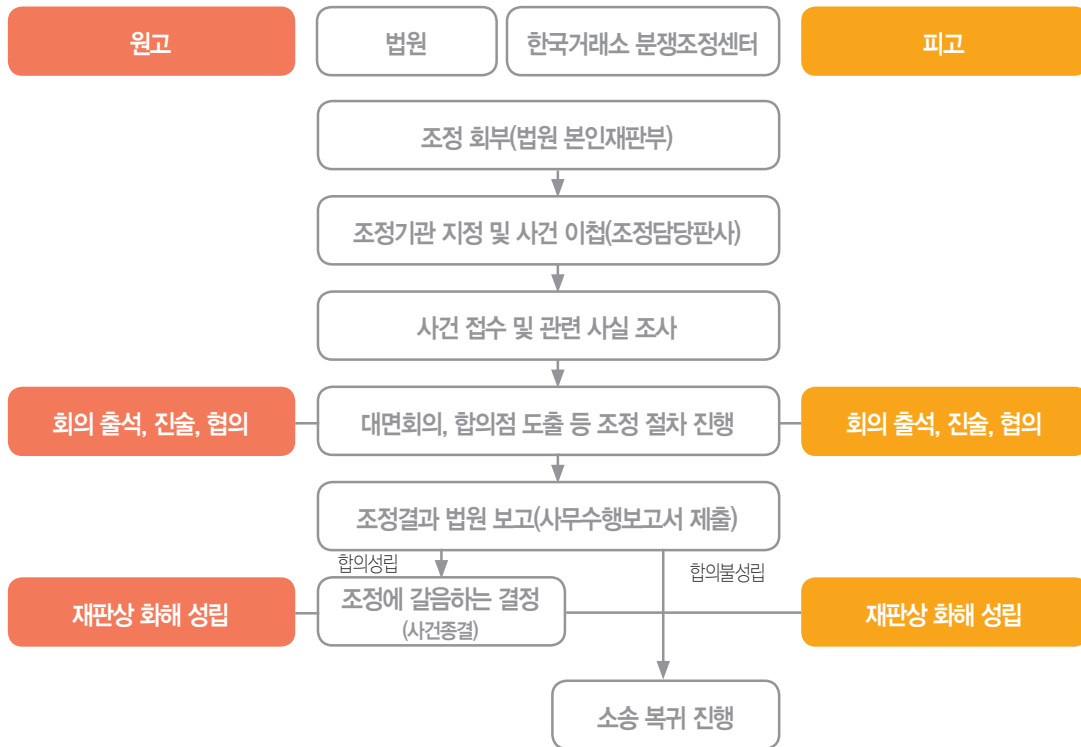 원고
법원
한국거래소 분쟁조정센터
피고
조정 회부(법원 본인재판부)
조정기관 지정 및 사건 이첩(조정담당판사)
사건 접수 및 관련 사실 조사
회의 출석, 진술, 협의
대면회의, 합의점 도출 등 조정 절차 진행
회의 출석, 진술, 협의
조정결과 법원 보고(사무수행보고서 제출)
합의성립
합의불성립
재판상 화해 성립
조정에 갈음하는 결정
(사건종결)
재판상 화해 성립
소송 복귀 진행